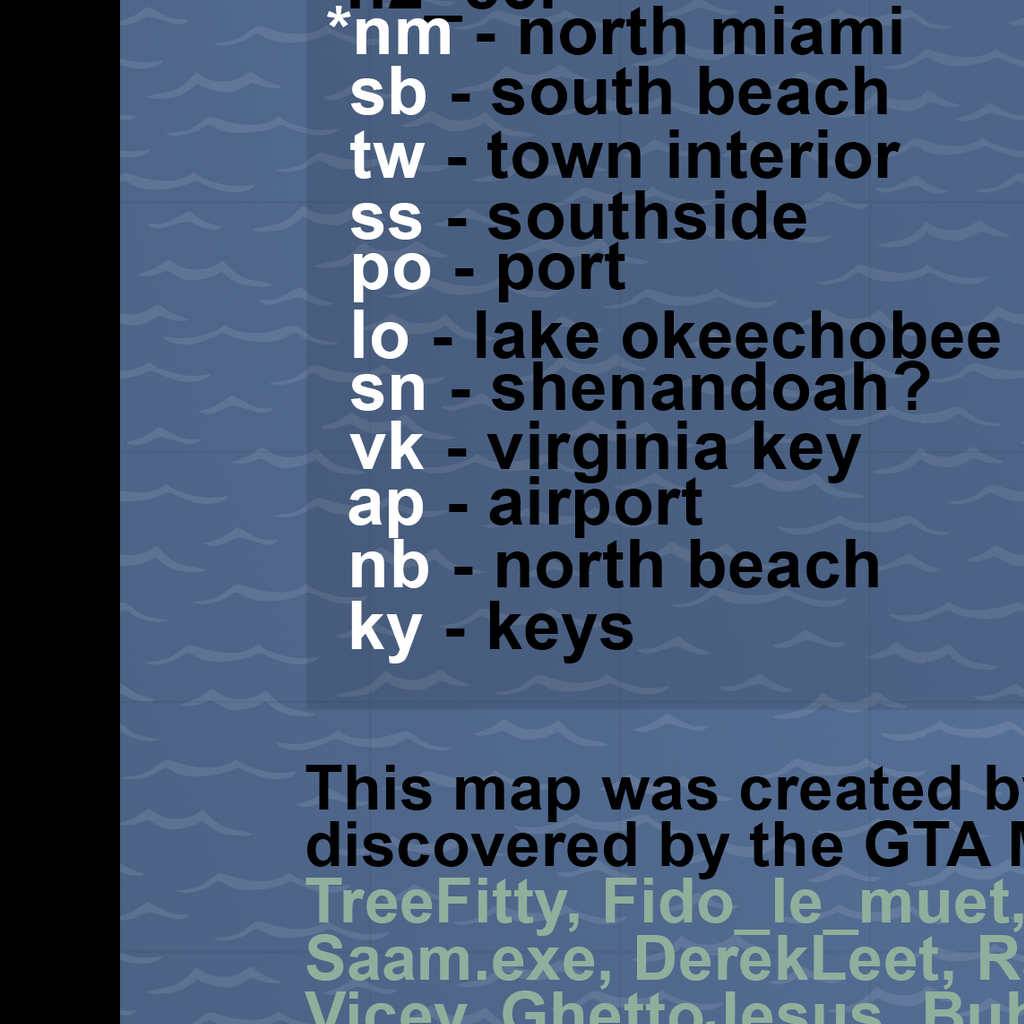 *nm - north miami
sb - south beach
tw - town interior
ss - southside
po - port
lo - lake okeechobee
sn - shenandoah?
vk - virginia key
ap - airport
nb - north beach
ky - keys
This map was created
discovered by the GTA
TreeFitty, Fido_le_muet,
Saam.exe, DerekLeet,
Vicey, GhettoJesus,